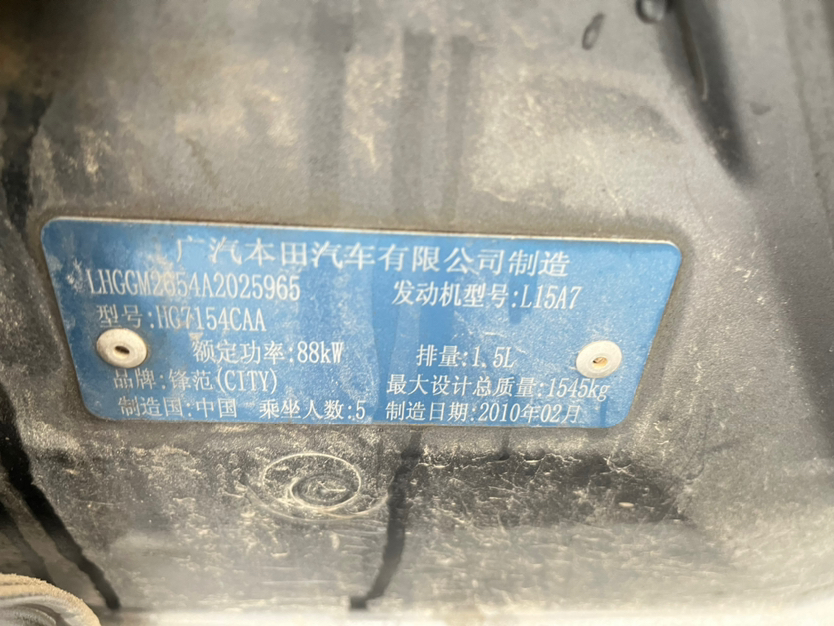 广汽本田汽车有限公司制造
LHGGM2654A2025965 发动机型号:L15A7
型号:HG7154CAA
额定功率:88kW 排量:1.5L
品牌:锋范(CITY) 最大设计总质量:1545kg
制造国:中国 乘坐人数:5 制造日期:2010年02月